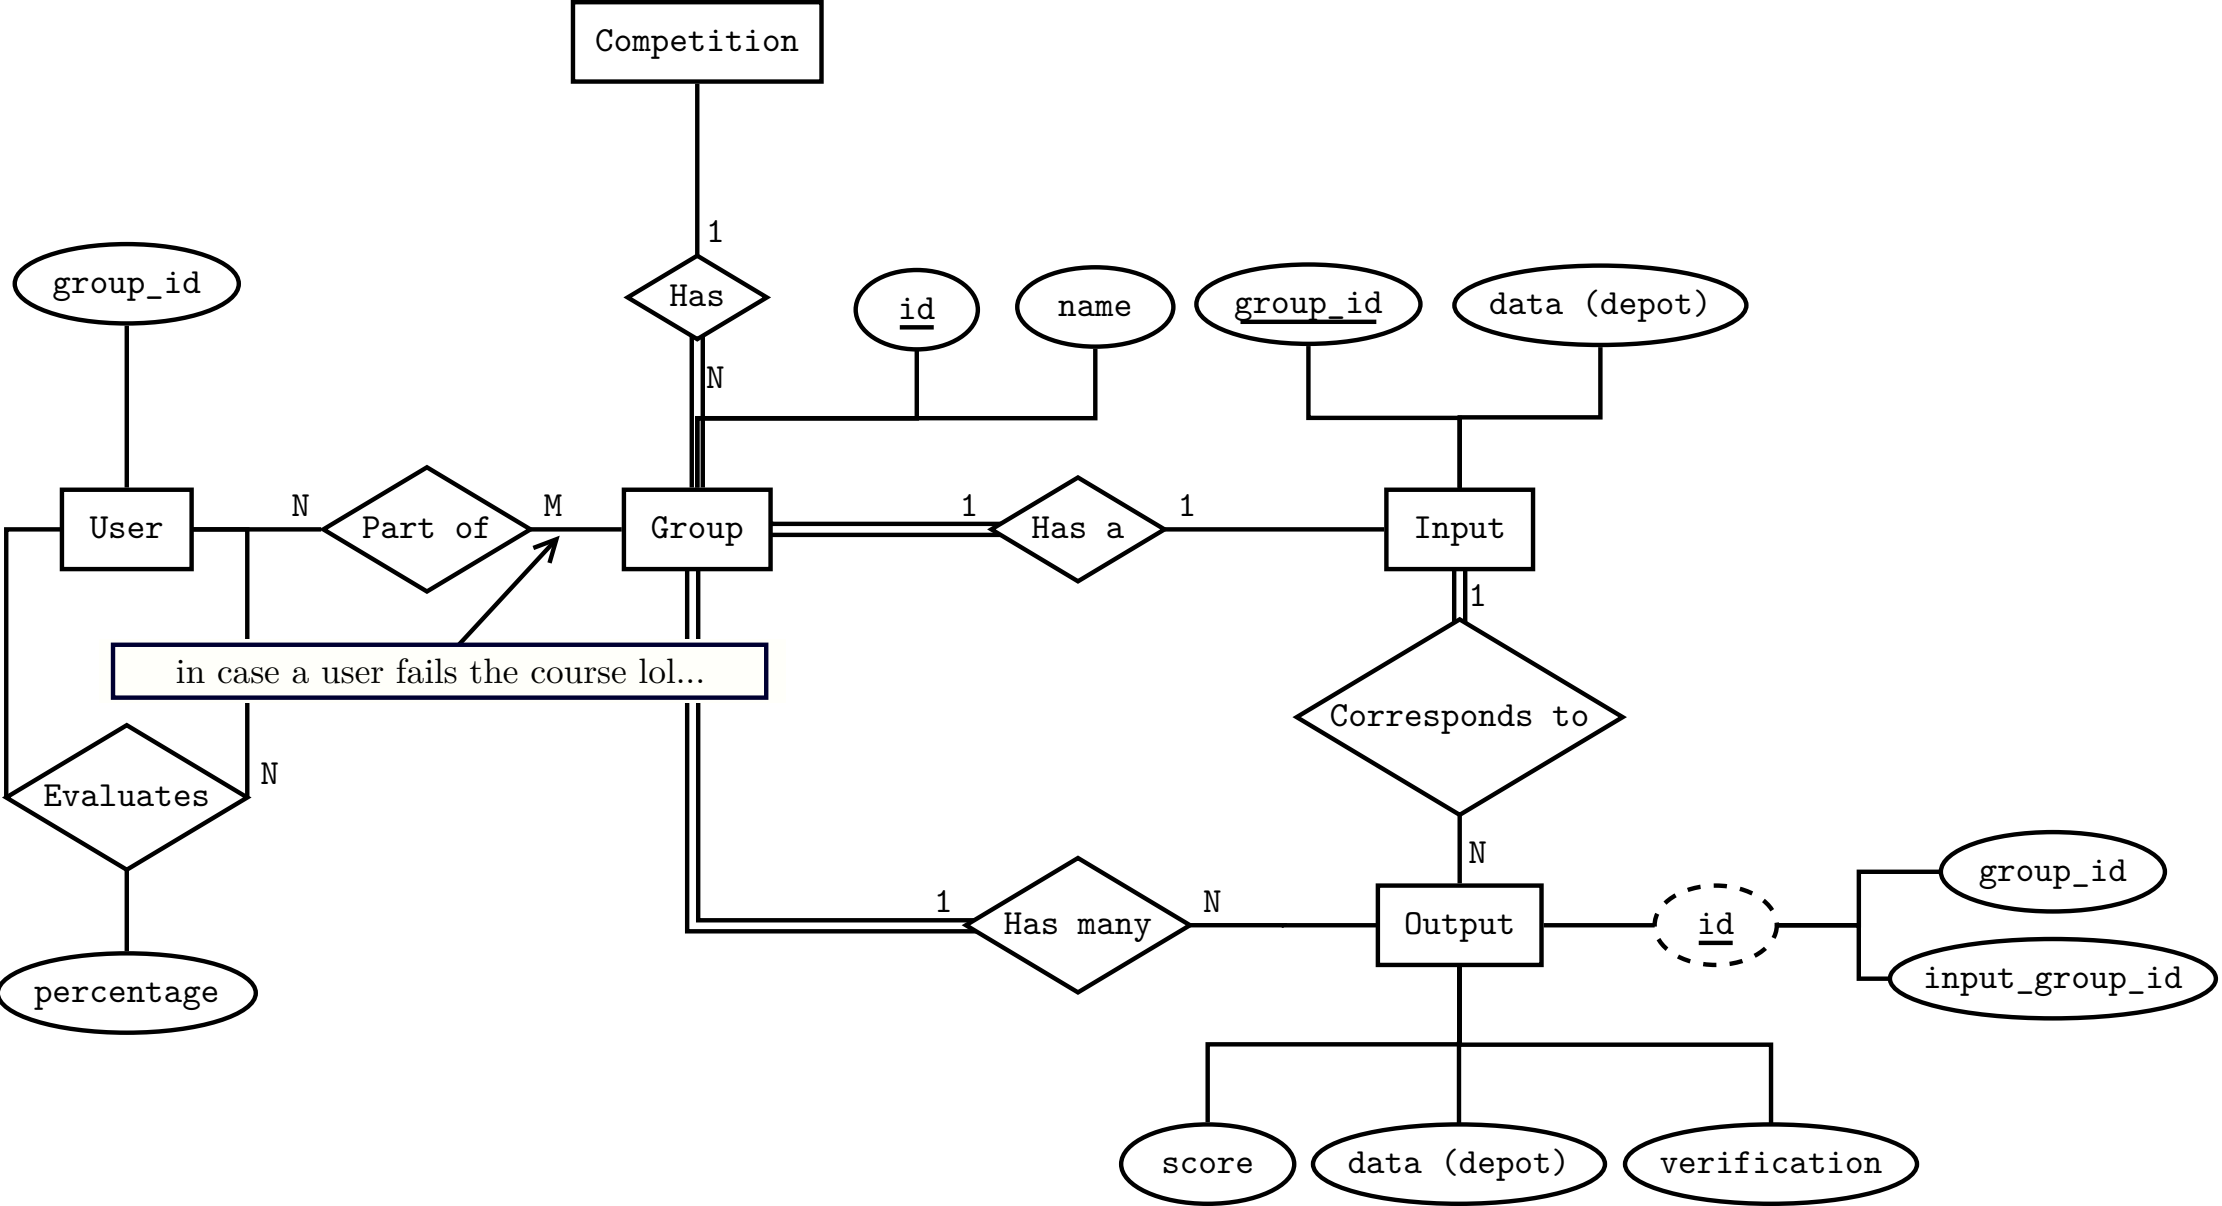 Competition
1
Has
N
group_id
id
name
group_id
data (depot)
User
N
Part of
M
Group
1
Has a
1
Input
1
in case a user fails the course lol...
Corresponds to
N
Evaluates
N
percentage
1
Has many
N
Output
id
group_id
input_group_id
score
data (depot)
verification